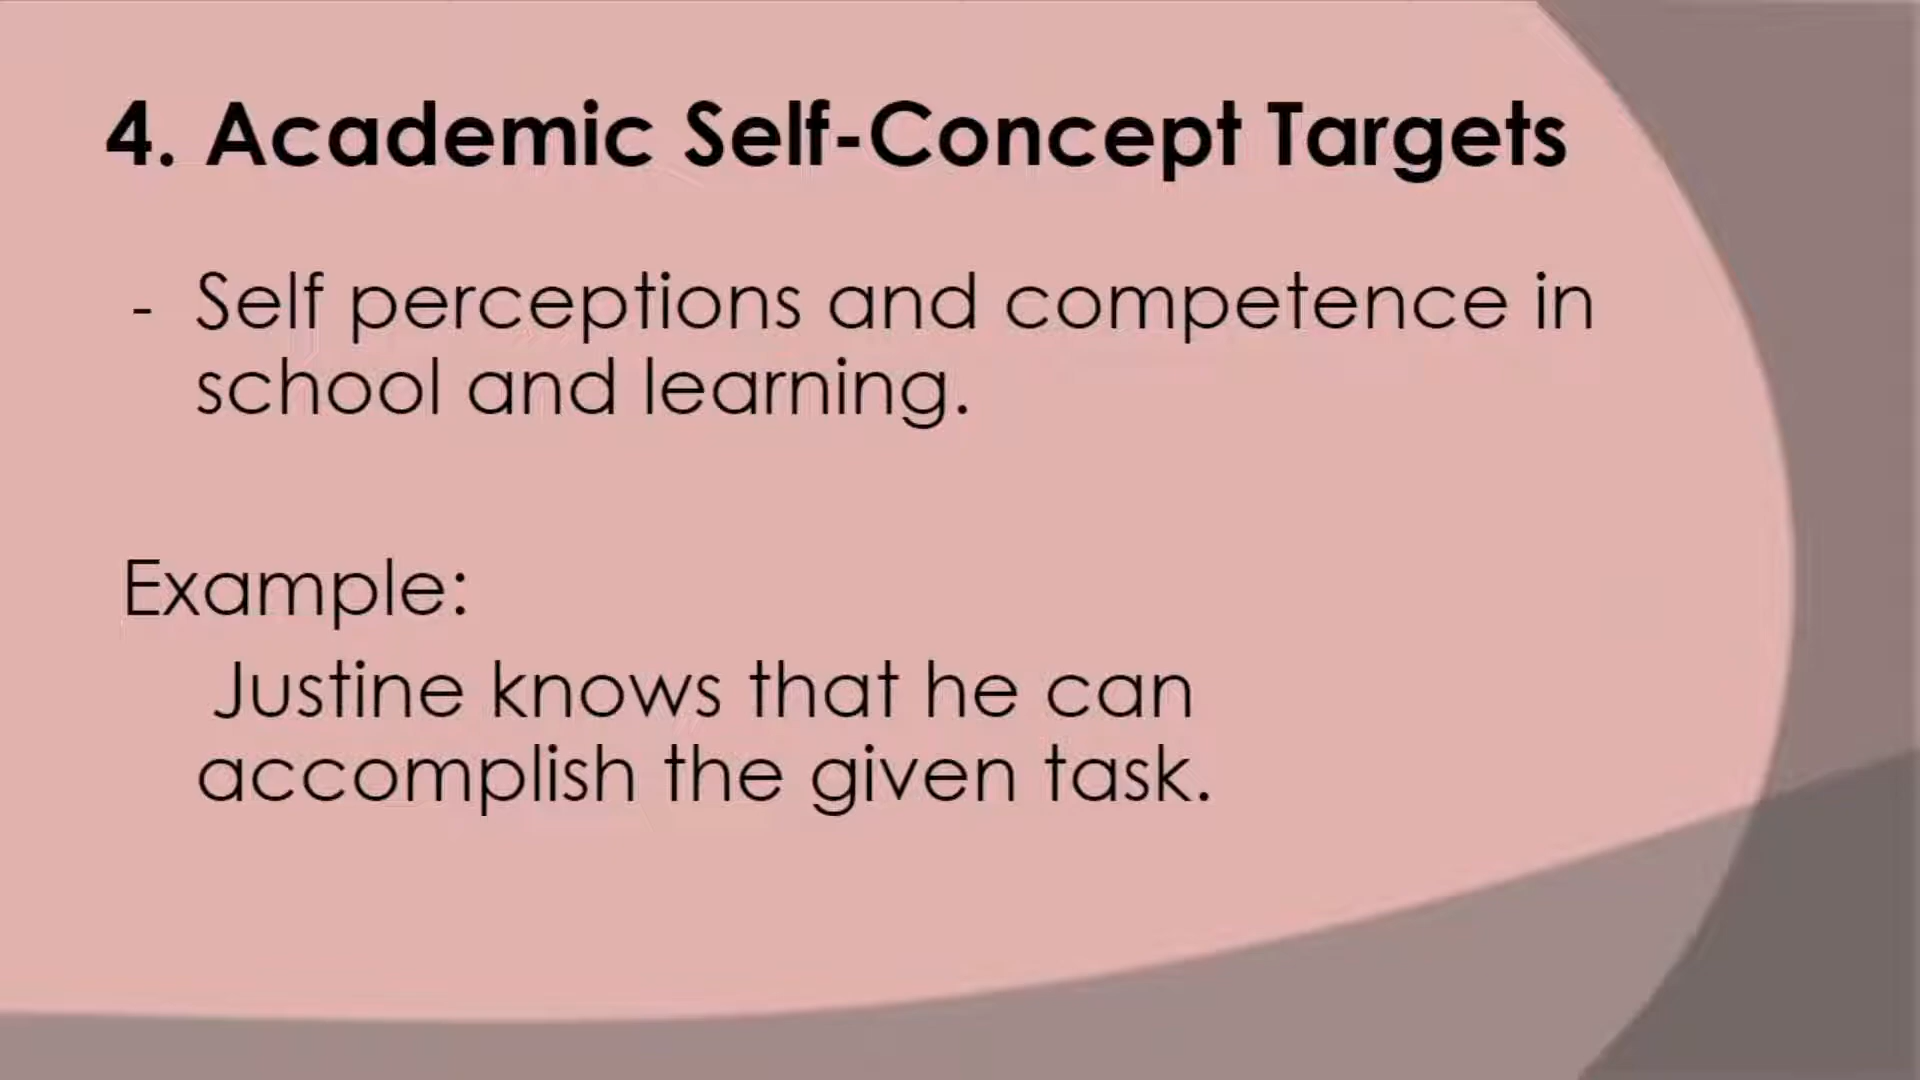 4. Academic Self-Concept Targets
- Self perceptions and competence in
school and learning.
Example:
Justine knows that he can
accomplish the given task.